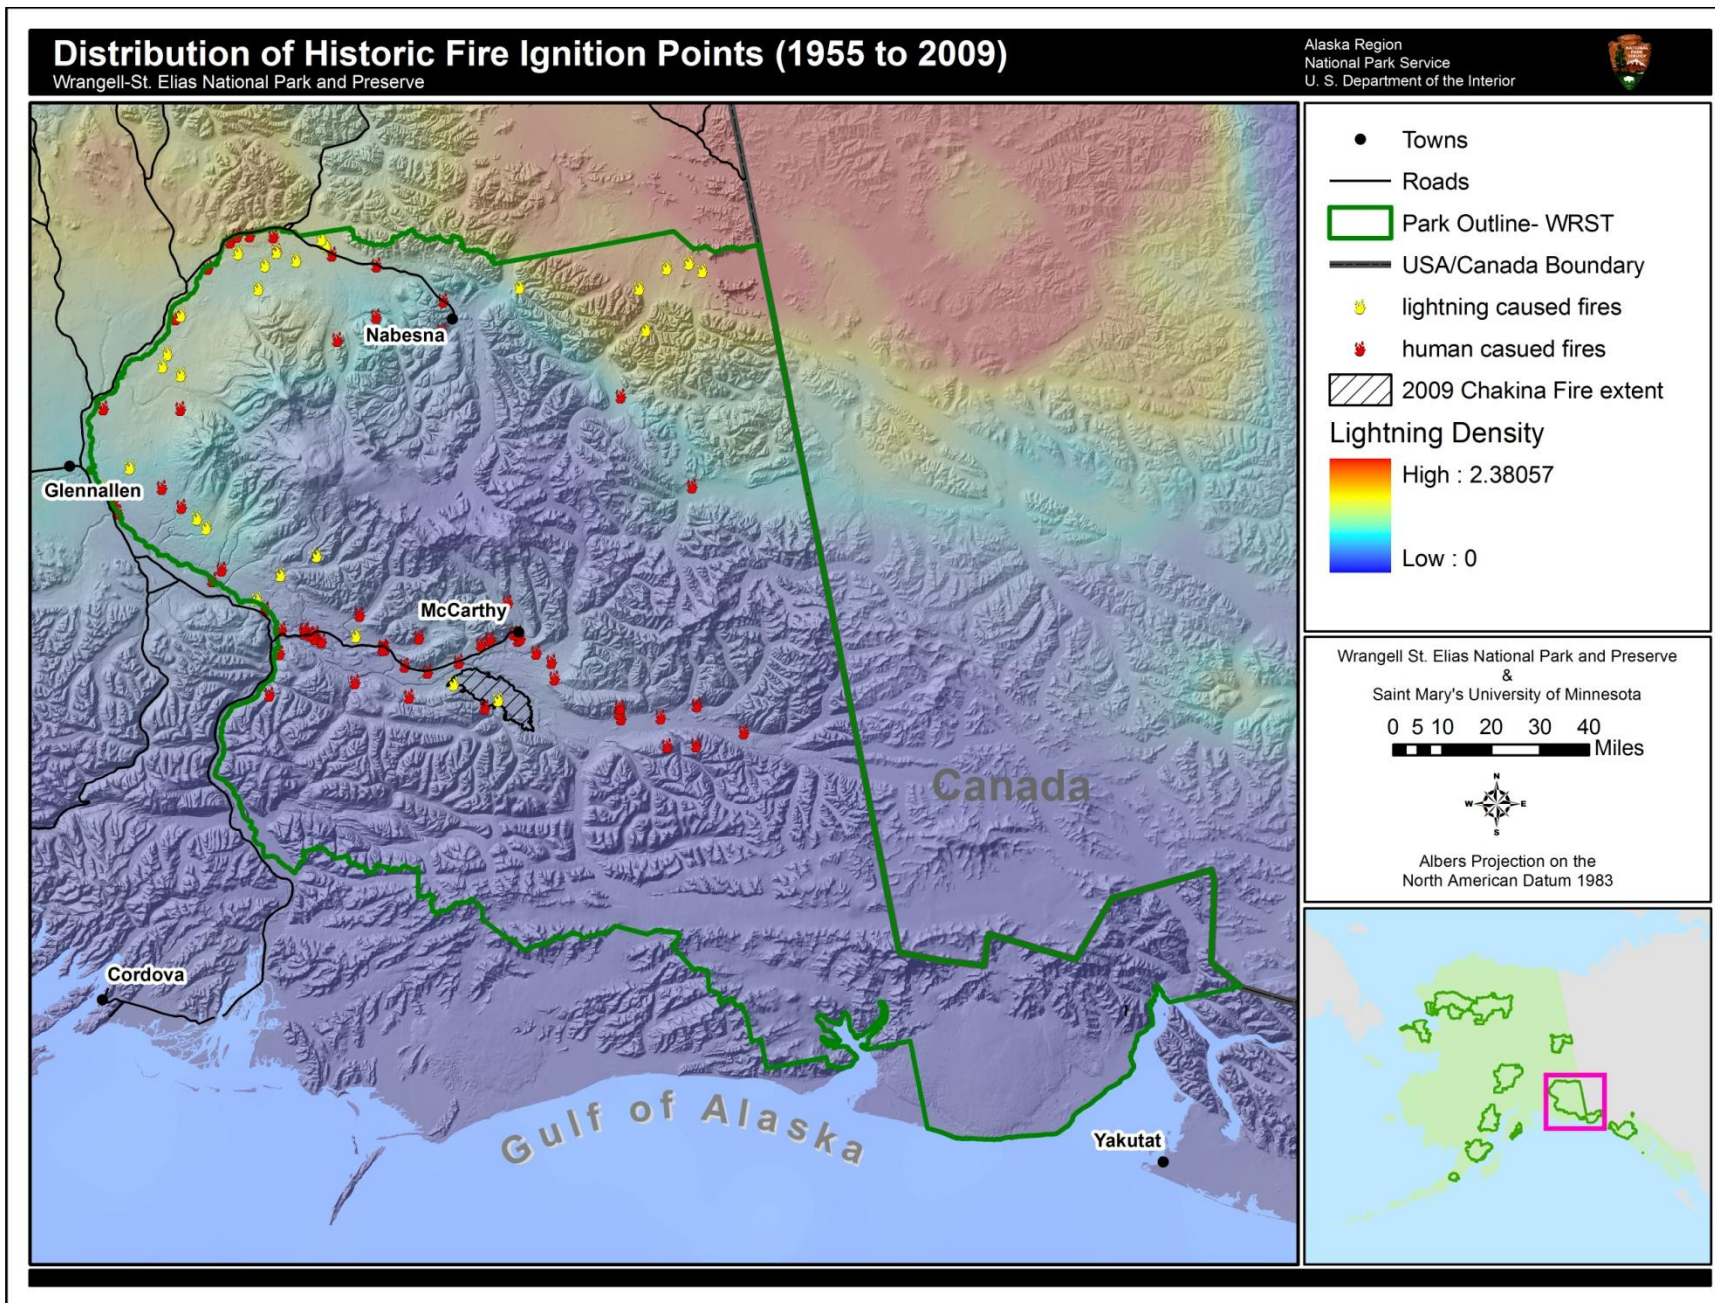 Distribution of Historic Fire Ignition Points (1955 to 2009)
Wrangell-St. Elias National Park and Preserve
Alaska Region
National Park Service
U. S. Department of the Interior
Nabesna
Glennallen
McCarthy
Canada
Cordova
Gulf of Alaska
Yakutat
Towns
Roads
Park Outline- WRST
USA/Canada Boundary
lightning caused fires
human casued fires
2009 Chakina Fire extent
Lightning Density
High : 2.38057
Low : 0
Wrangell St. Elias National Park and Preserve
&
Saint Mary's University of Minnesota
0 5 10 20 30 40
Miles
N
W E
S
Albers Projection on the
North American Datum 1983